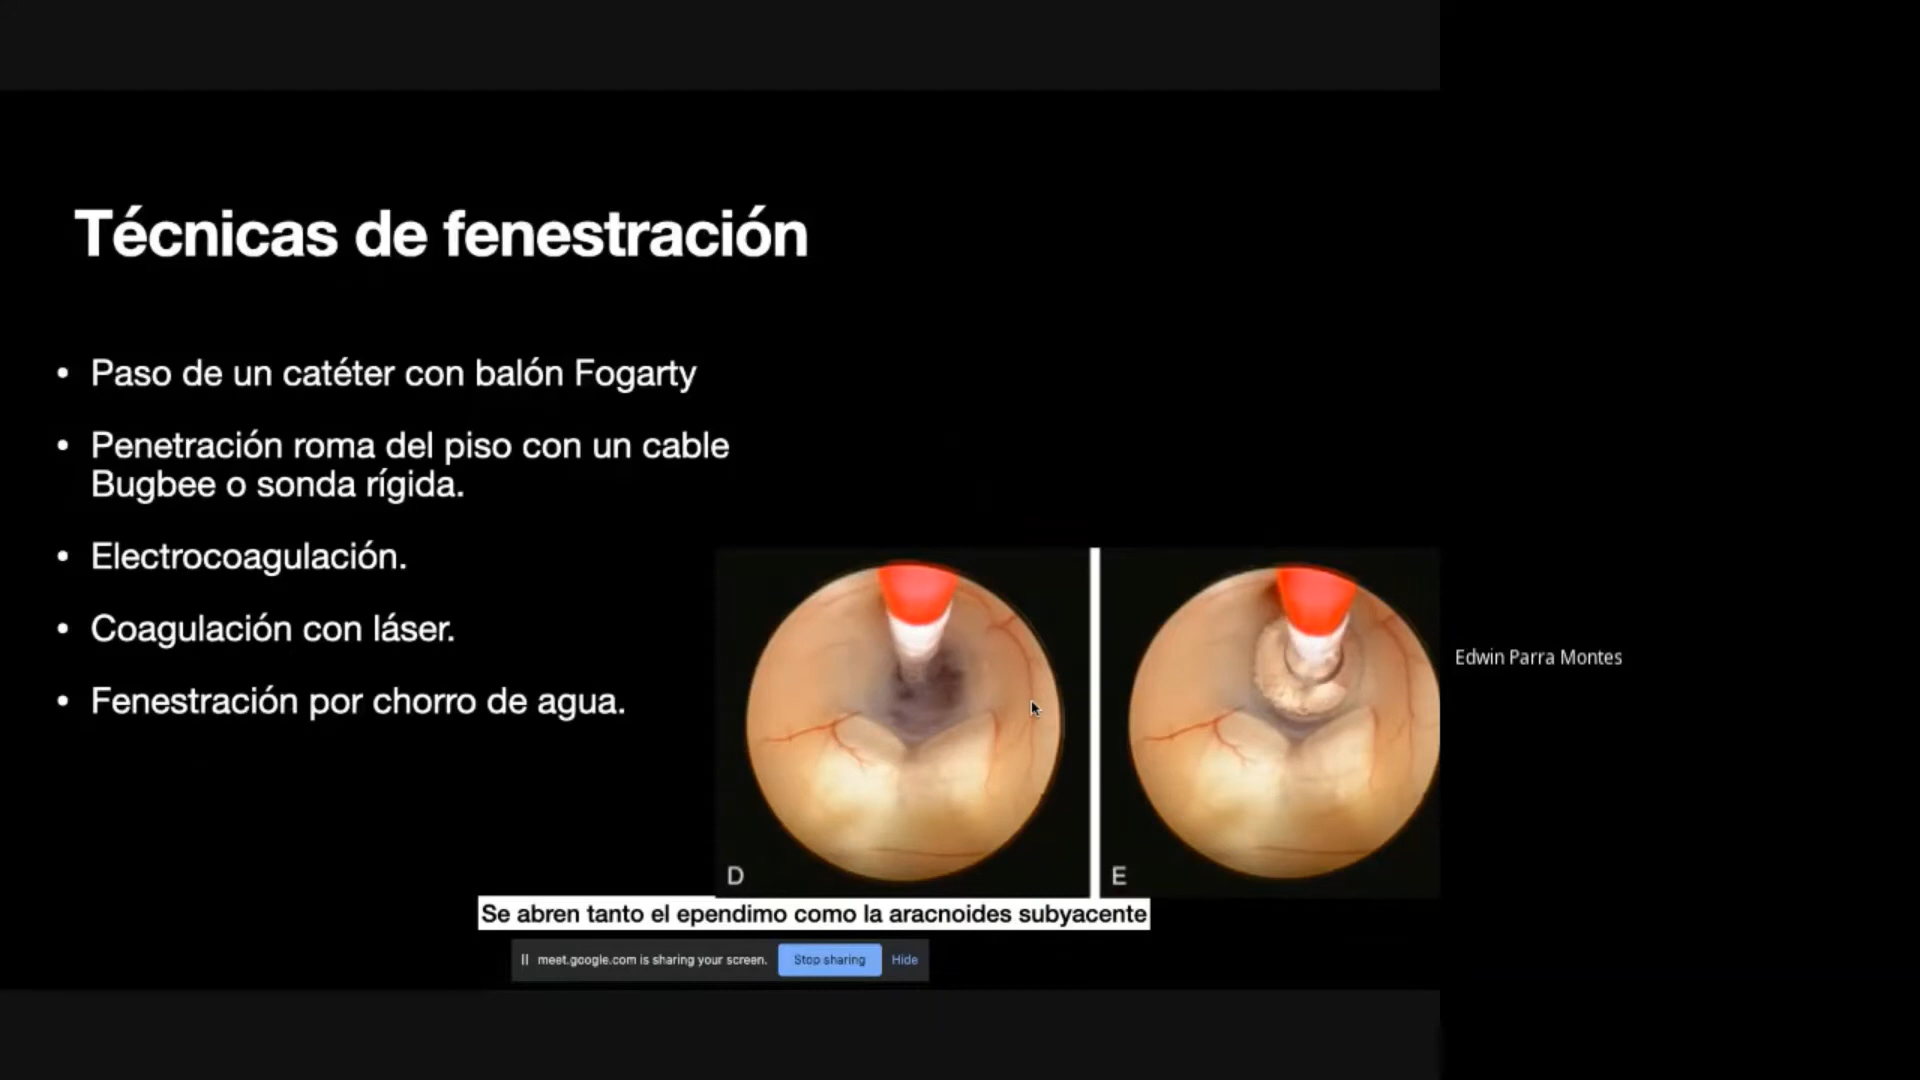 Técnicas de fenestración
• Paso de un catéter con balón Fogarty
• Penetración roma del piso con un cable
Bugbee o sonda rígida.
• Electrocoagulación.
• Coagulación con láser.
• Fenestración por chorro de agua.
D
E
Edwin Parra Montes
Se abren tanto el ependimo como la aracnoides subyacente
meet.google.com is sharing your screen. Stop sharing Hide